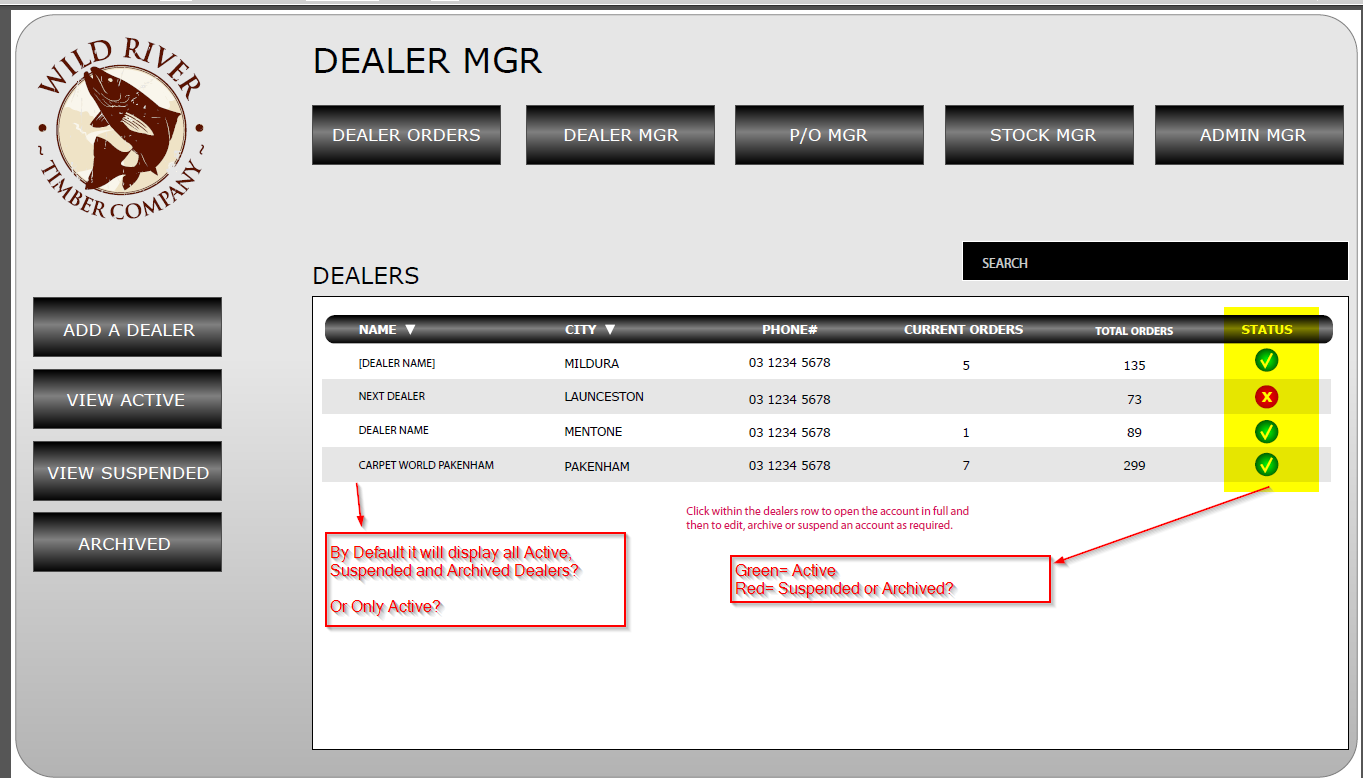 WILD RIVER
~ TIMBER COMPANY ~
DEALER MGR
DEALER ORDERS
DEALER MGR
P/O MGR
STOCK MGR
ADMIN MGR
SEARCH
DEALERS
ADD A DEALER
VIEW ACTIVE
VIEW SUSPENDED
ARCHIVED
NAME ▼ CITY ▼ PHONE# CURRENT ORDERS TOTAL ORDERS STATUS
[DEALER NAME] MILDURA 03 1234 5678 5 135 ✓
NEXT DEALER LAUNCESTON 03 1234 5678 73 X
DEALER NAME MENTONE 03 1234 5678 1 89 ✓
CARPET WORLD PAKENHAM PAKENHAM 03 1234 5678 7 299 ✓
Click within the dealers row to open the account in full and
then to edit, archive or suspend an account as required.
By Default it will display all Active,
Suspended and Archived Dealers?
Or Only Active?
Green= Active
Red= Suspended or Archived?